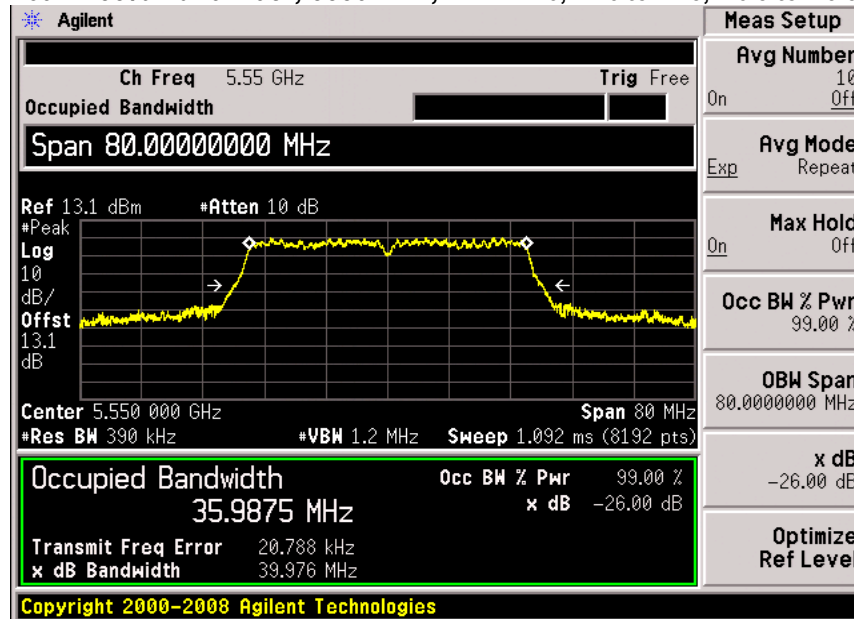 Agilent
Ch Freq 5.55 GHz Trig Free
Occupied Bandwidth
Span 80.00000000 MHz
Ref 13.1 dBm #Atten 10 dB
#Peak
Log
10
dB/
Offst
13.1
dB
Center 5.550 000 GHz Span 80 MHz
#Res BW 390 kHz #VBW 1.2 MHz Sweep 1.092 ms (8192 pts)
Occupied Bandwidth Occ BW % Pwr 99.00 %
35.9875 MHz x dB -26.00 dB
Transmit Freq Error 20.788 kHz
x dB Bandwidth 39.976 MHz
Copyright 2000-2008 Agilent Technologies
Meas Setup
Avg Number
10
On Off
Avg Mode
Exp Repeat
Max Hold
On Off
Occ BW % Pwr
99.00 %
OBW Span
80.0000000 MHz
x dB
-26.00 dB
Optimize
Ref Level